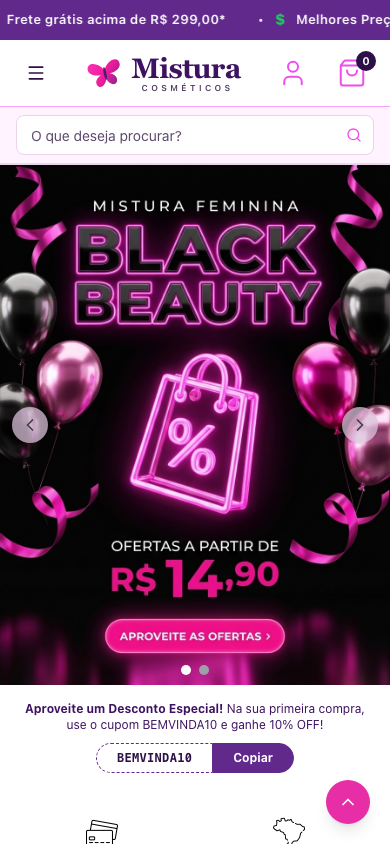 Frete grátis acima de R$ 299,00* • $ Melhores Preç
Mistura
COSMÉTICOS
0
O que deseja procurar?
MISTURA FEMININA
BLACK
BEAUTY
%
OFERTAS A PARTIR DE
R$ 14,90
APROVEITE AS OFERTAS >
Aproveite um Desconto Especial! Na sua primeira compra,
use o cupom BEMVINDA10 e ganhe 10% OFF!
BEMVINDA10 Copiar